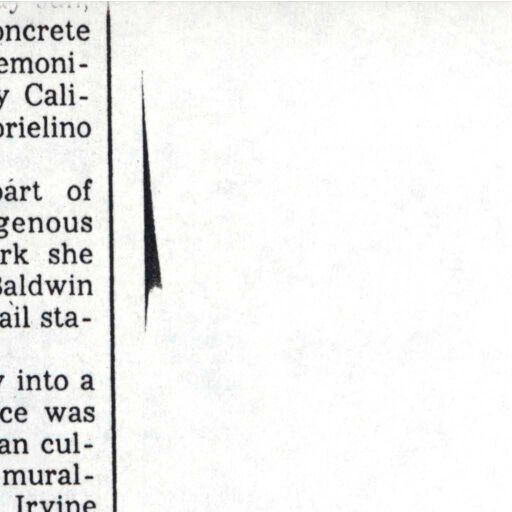 oncrete
emoni-
y Cali-
orielino
part of
genous
rk she
Baldwin
ail sta-
y into a
ce was
an cul-
mural-
Irvine